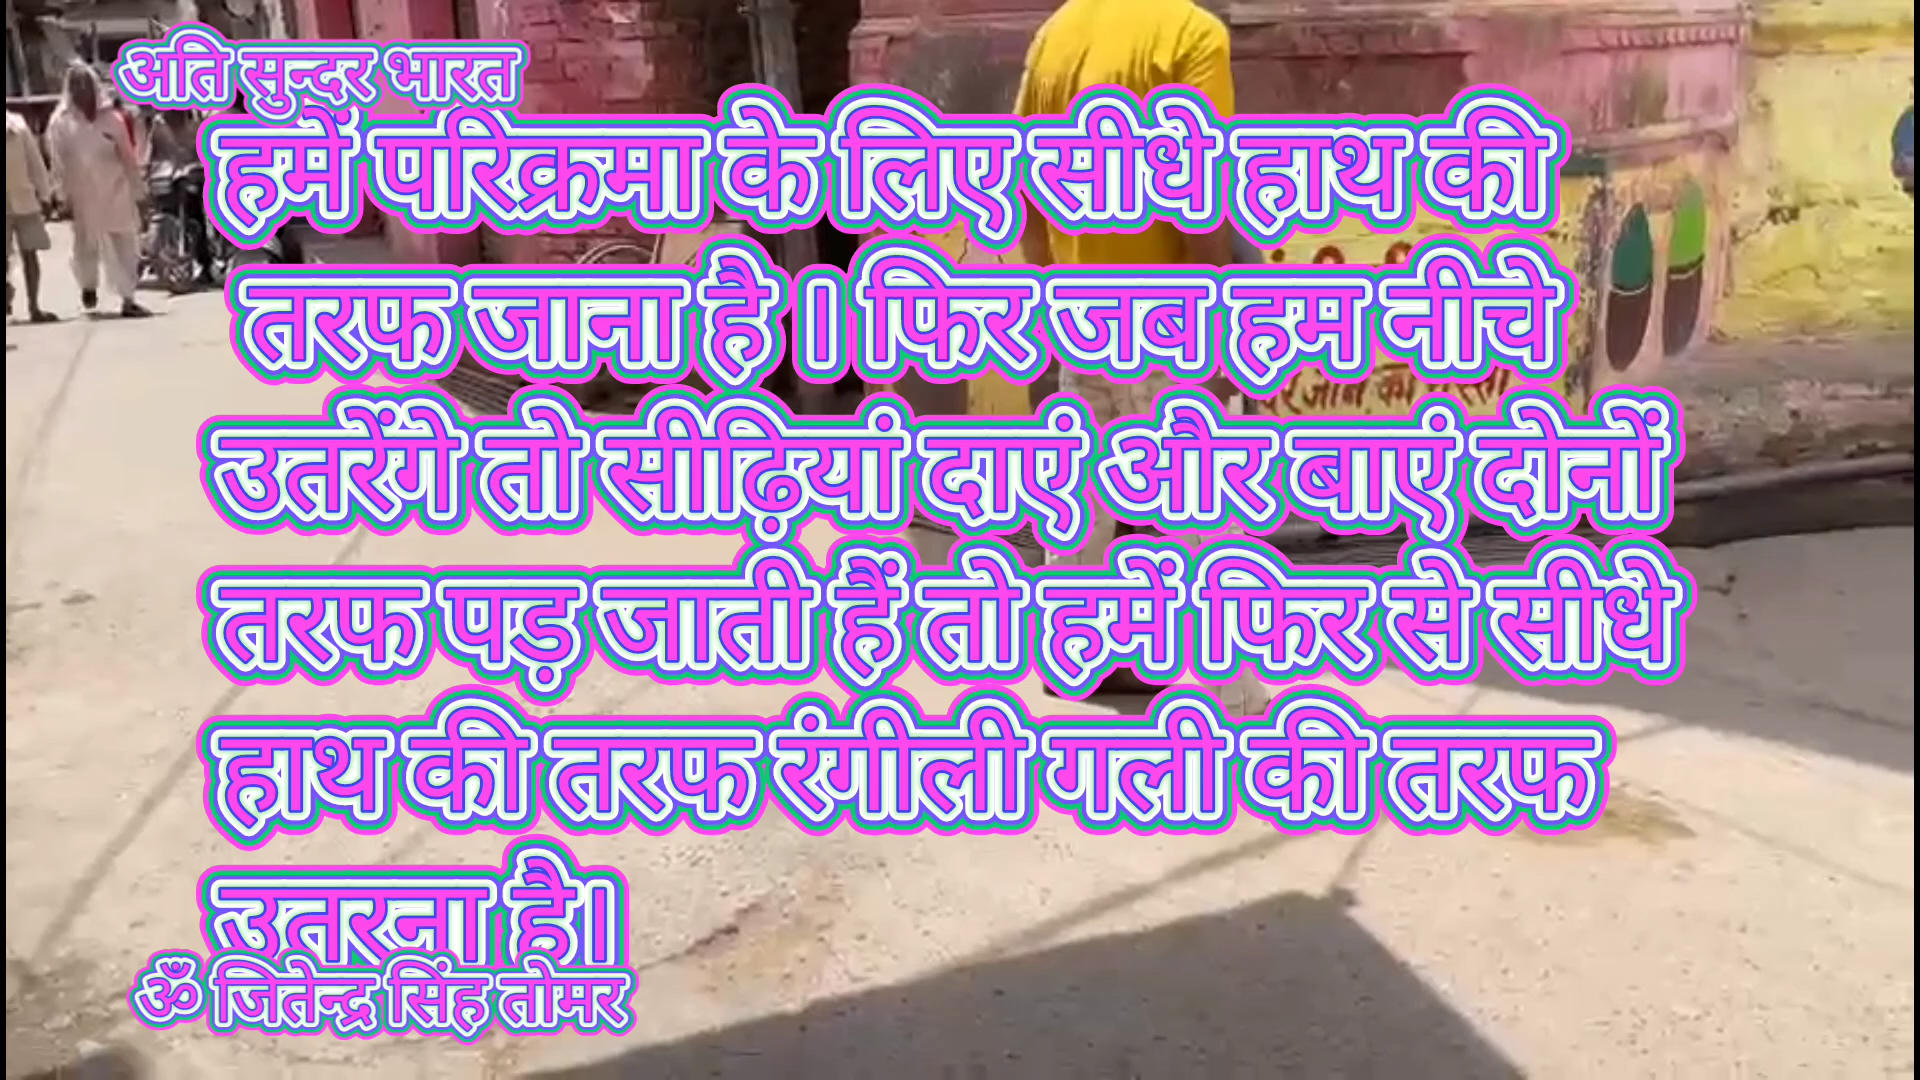 अति सुन्दर भारत
हमें परिक्रमा के लिए सीधे हाथ की
तरफ जाना है । फिर जब हम नीचे
उतरेंगे तो सीढ़ियां दाएं और बाएं दोनों
तरफ पड़ जाती हैं तो हमें फिर से सीधे
हाथ की तरफ रंगीली गली की तरफ
उतरना है।
ॐ जितेन्द्र सिंह तोमर